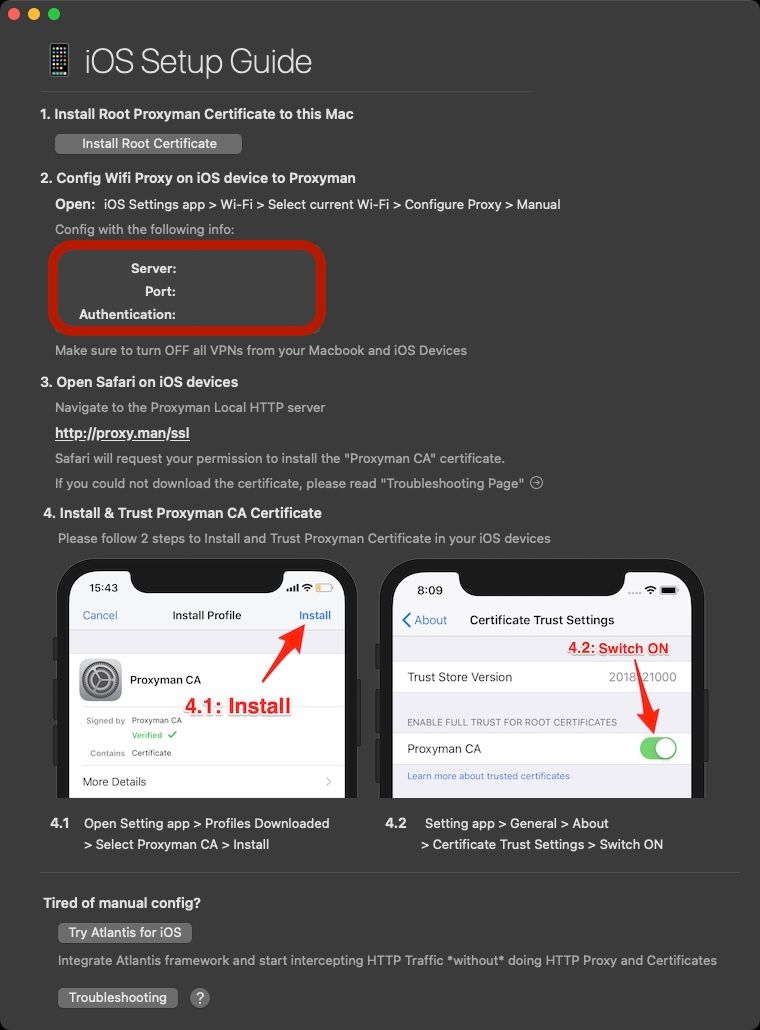 iOS Setup Guide
1. Install Root Proxyman Certificate to this Mac
Install Root Certificate
2. Config Wifi Proxy on iOS device to Proxyman
Open: iOS Settings app > Wi-Fi > Select current Wi-Fi > Configure Proxy > Manual
Config with the following info:
Server:
Port:
Authentication:
Make sure to turn OFF all VPNs from your Macbook and iOS Devices
3. Open Safari on iOS devices
Navigate to the Proxyman Local HTTP server
http://proxy.man/ssl
Safari will request your permission to install the "Proxyman CA" certificate.
If you could not download the certificate, please read "Troubleshooting Page"
4. Install & Trust Proxyman CA Certificate
Please follow 2 steps to Install and Trust Proxyman Certificate in your iOS devices
15:43
Cancel Install Profile Install
Proxyman CA
4.1: Install
Signed by Proxyman CA
Verified ✓
Contains Certificate
More Details
8:09
About Certificate Trust Settings
4.2: Switch ON
Trust Store Version 2018121000
ENABLE FULL TRUST FOR ROOT CERTIFICATES
Proxyman CA
Learn more about trusted certificates
4.1 Open Setting app > Profiles Downloaded
> Select Proxyman CA > Install
4.2 Setting app > General > About
> Certificate Trust Settings > Switch ON
Tired of manual config?
Try Atlantis for iOS
Integrate Atlantis framework and start intercepting HTTP Traffic *without* doing HTTP Proxy and Certificates
Troubleshooting ?